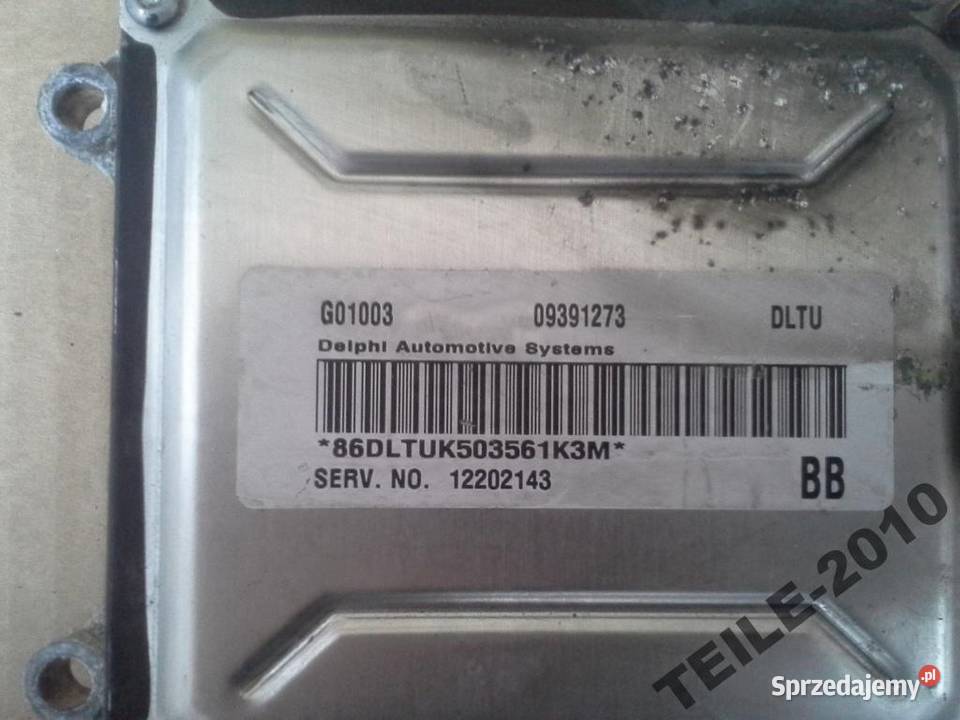 G01003 09391273 DLTU
Delphi Automotive Systems
*86DLTUK503561K3M*
SERV. NO. 12202143 BB
TEILE-2010
Sprzedajemy.pl